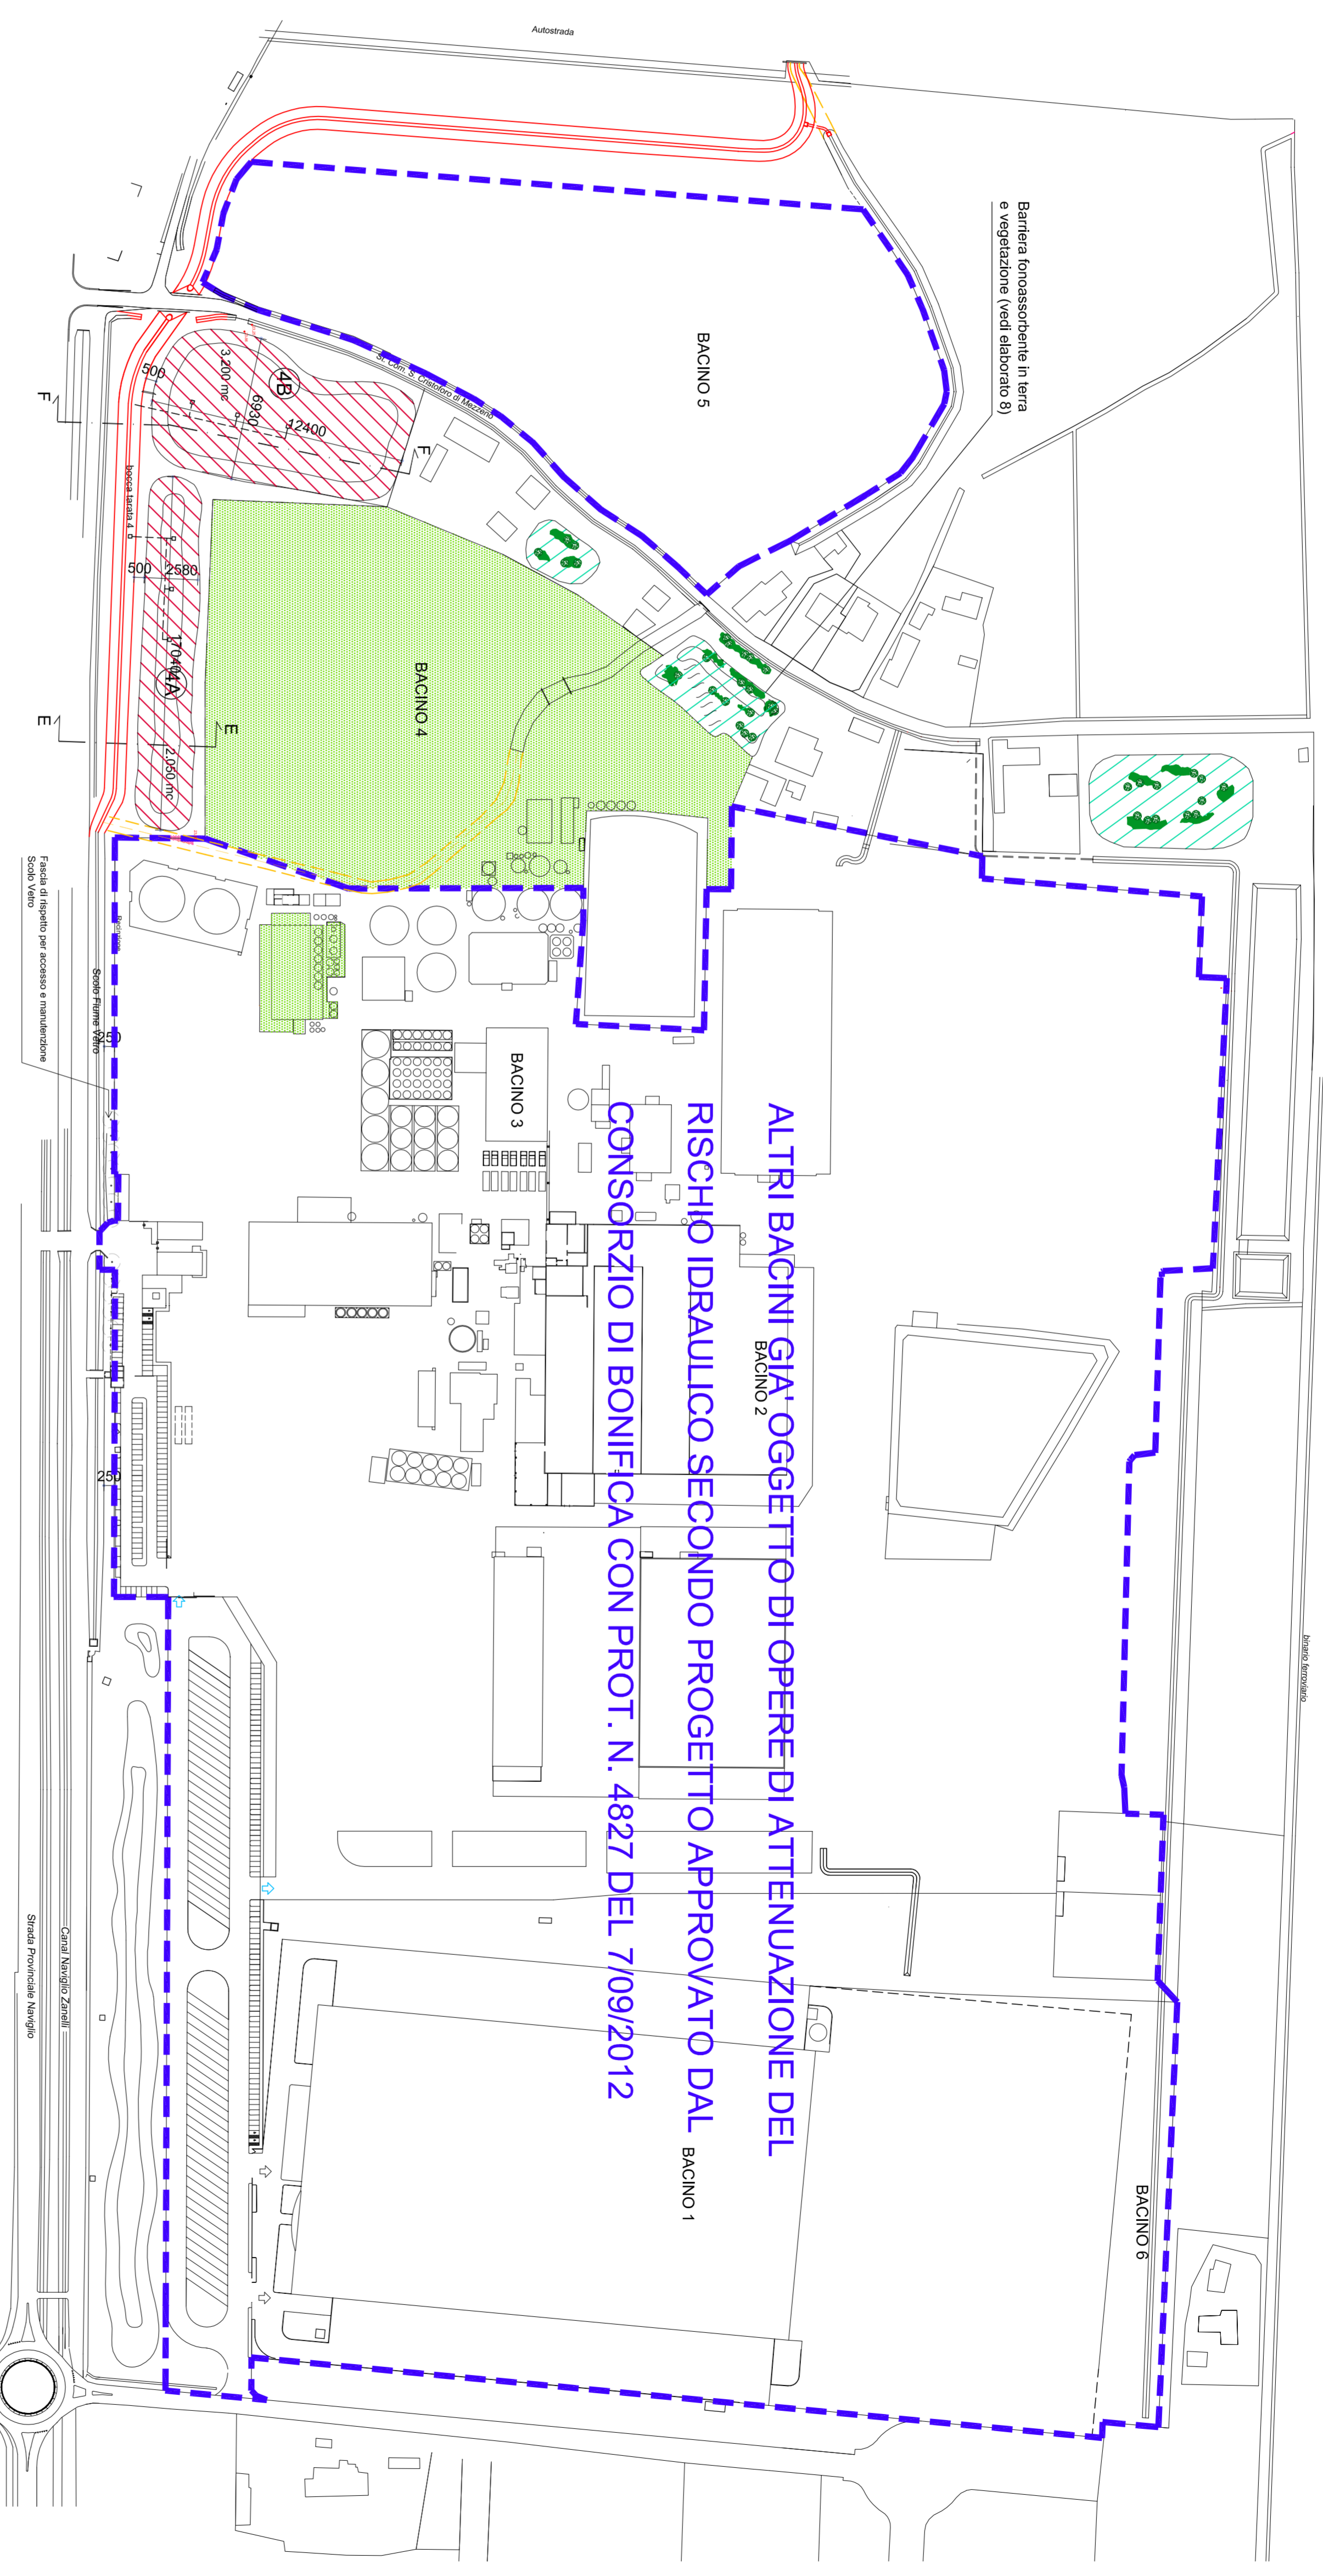 Autostrada
Barriera fonoassorbente in terra
e vegetazione (vedi elaborato 8)
BACINO 5
St. Com. S. Cristoforo di Mezzeno
4B
3.200 mc
500
6930
12400
F
F
bocca tarata 4
500
2580
17040
4A
2.050 mc
E
E
BACINO 4
Fascia di rispetto per accesso e manutenzione
Scolo Vetro
Recinzione
Scolo Fiume Vetro
250
BACINO 3
ALTRI BACINI GIA' OGGETTO DI OPERE DI ATTENUAZIONE DEL
RISCHIO IDRAULICO SECONDO PROGETTO APPROVATO DAL
CONSORZIO DI BONIFICA CON PROT. N. 4827 DEL 7/09/2012
BACINO 2
250
binario ferroviario
Canal Naviglio Zanelli
Strada Provinciale Naviglio
BACINO 1
BACINO 6